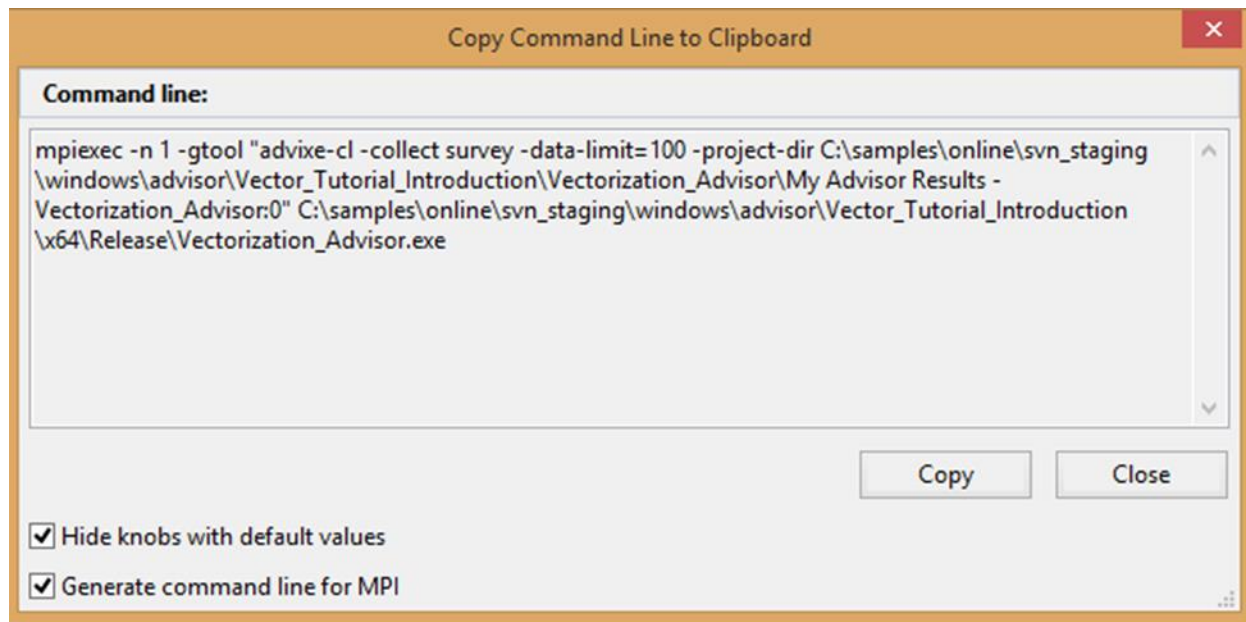 Copy Command Line to Clipboard
Command line:
mpiexec -n 1 -gtool "advixe-cl -collect survey -data-limit=100 -project-dir C:\samples\online\svn_staging
\windows\advisor\Vector_Tutorial_Introduction\Vectorization_Advisor\My Advisor Results -
Vectorization_Advisor:0" C:\samples\online\svn_staging\windows\advisor\Vector_Tutorial_Introduction
\x64\Release\Vectorization_Advisor.exe
Copy
Close
Hide knobs with default values
Generate command line for MPI